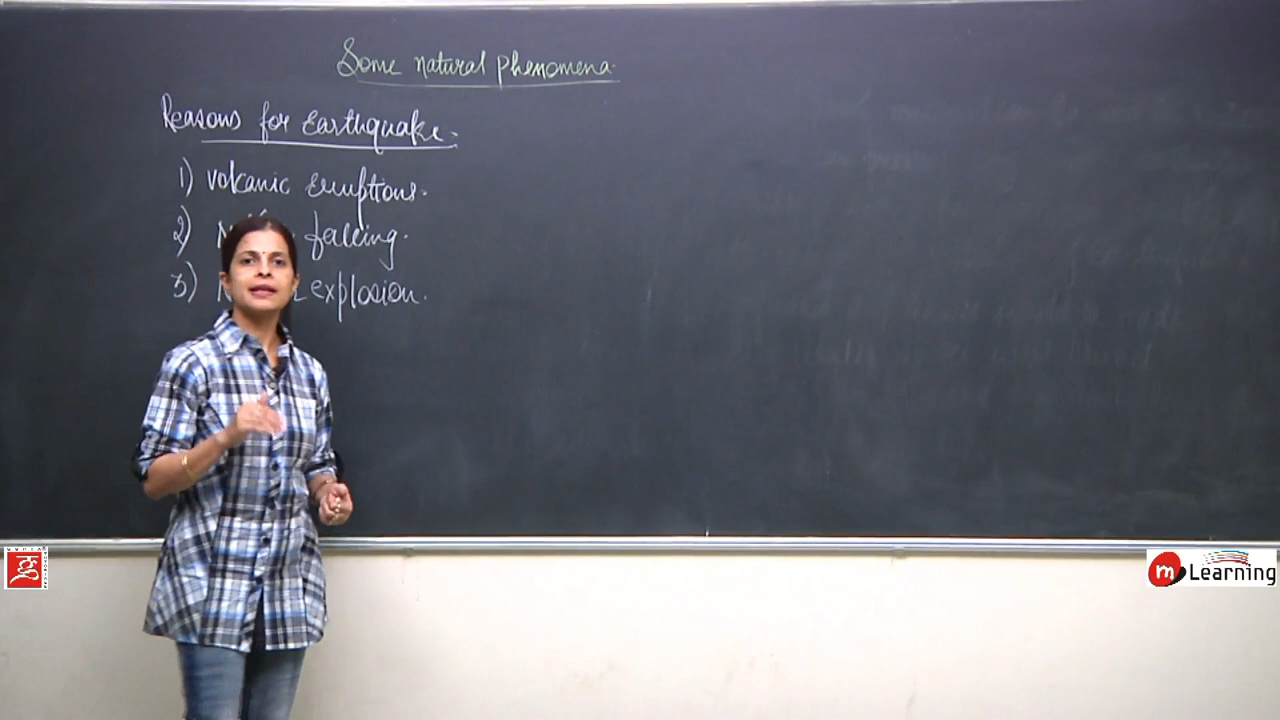 Some natural phenomena.
Reasons for Earthquake.
1) Volcanic Eruptions.
2) falling.
3) explosion.
m Learning